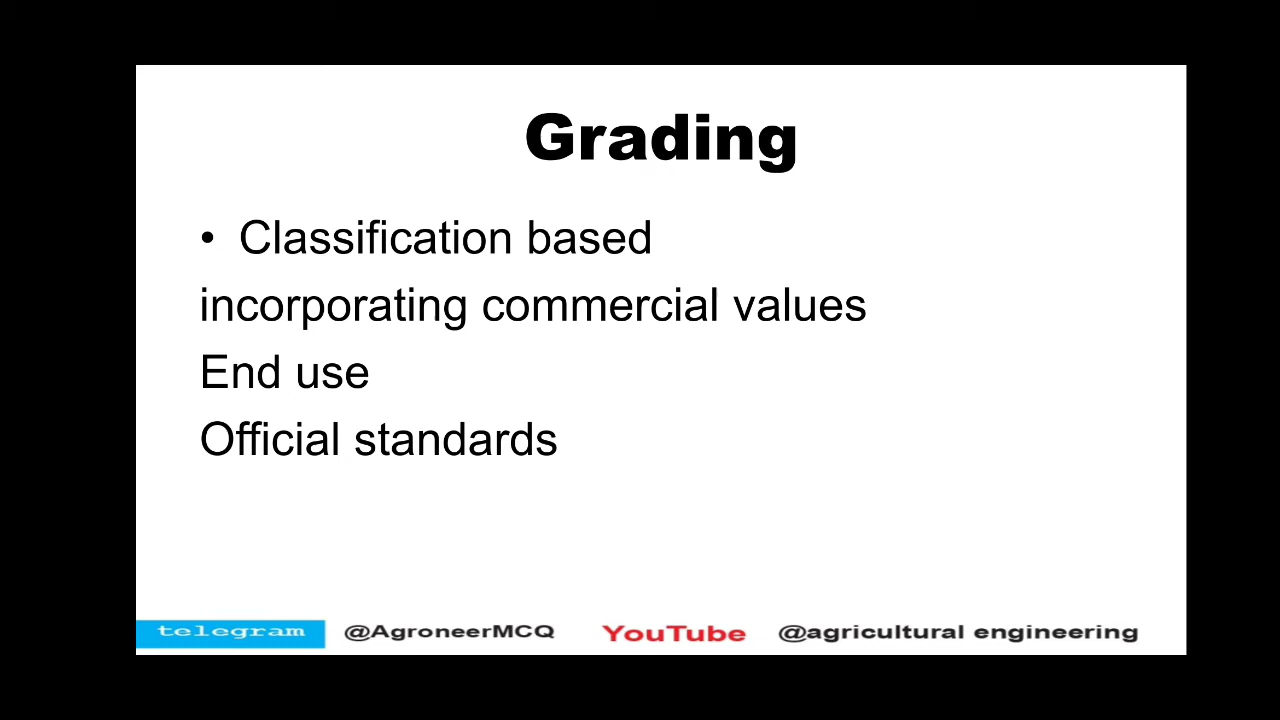 Grading
• Classification based
incorporating commercial values
End use
Official standards
telegram @AgroneerMCQ YouTube @agricultural engineering